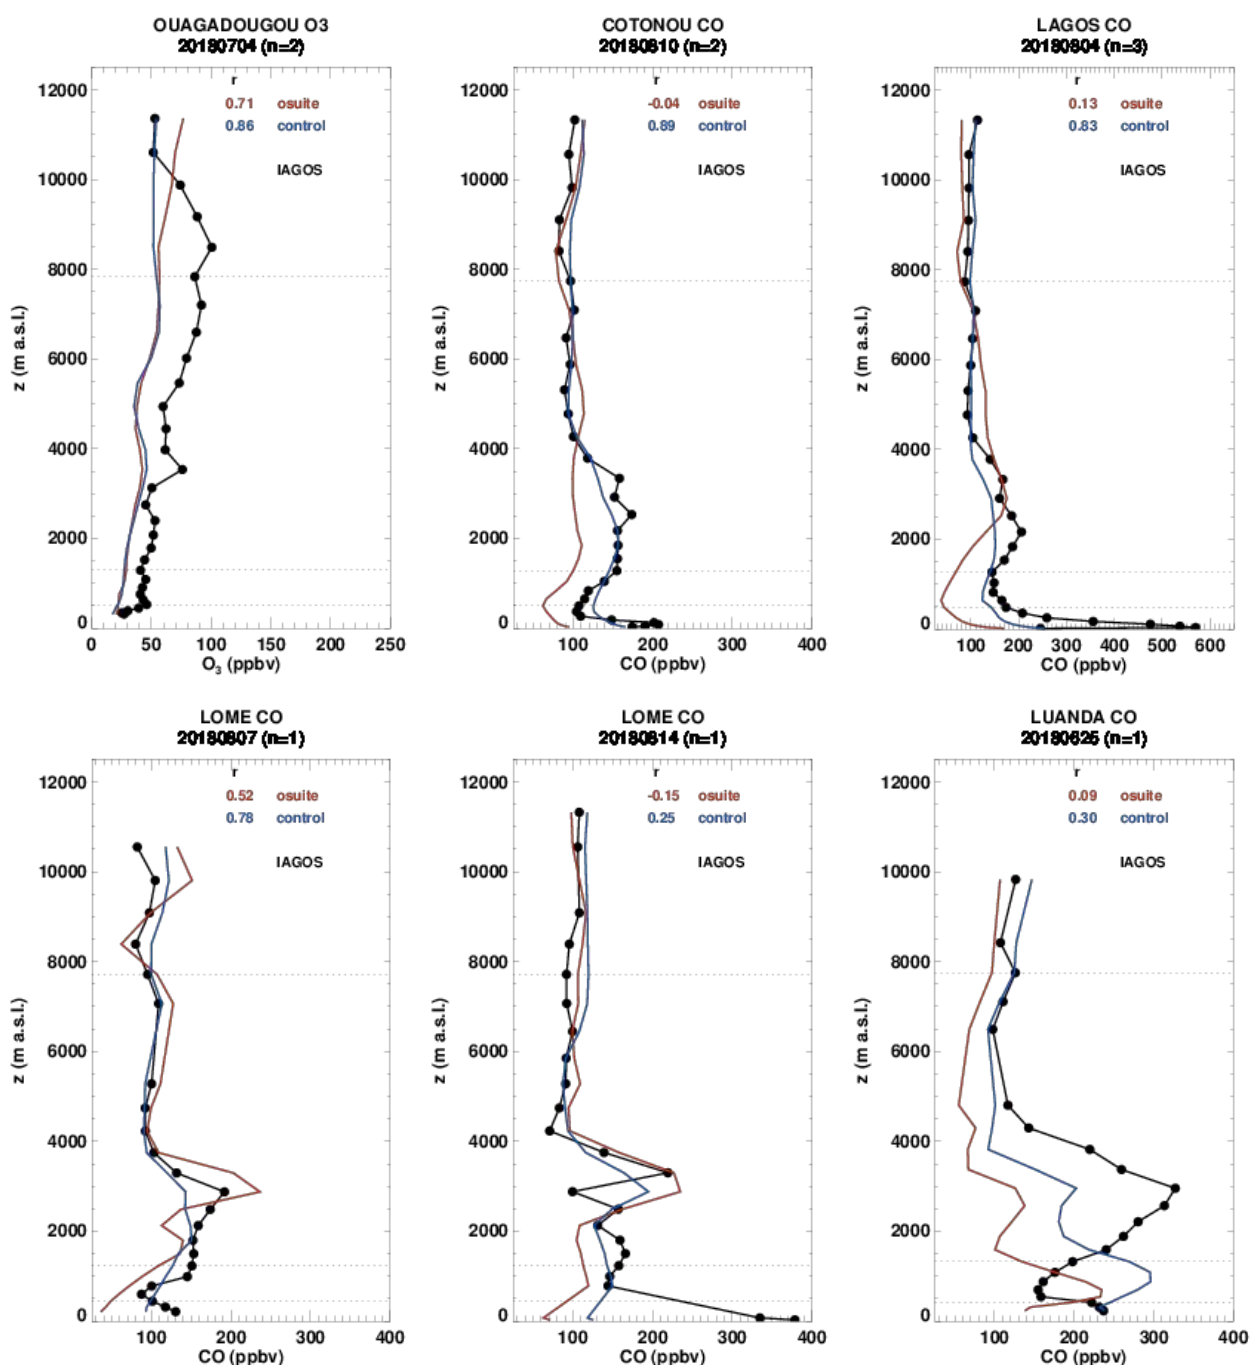 OUAGADOUGOU O3
20180704 (n=2)
r
0.71 osuite
0.86 control
IAGOS
12000
10000
8000
6000
4000
2000
0
z (m a.s.l.)
0 50 100 150 200 250
O3 (ppbv)
COTONOU CO
20180810 (n=2)
r
-0.04 osuite
0.89 control
IAGOS
12000
10000
8000
6000
4000
2000
0
z (m a.s.l.)
100 200 300 400
CO (ppbv)
LAGOS CO
20180804 (n=3)
r
0.13 osuite
0.83 control
IAGOS
12000
10000
8000
6000
4000
2000
0
z (m a.s.l.)
100 200 300 400 500 600
CO (ppbv)
LOME CO
20180807 (n=1)
r
0.52 osuite
0.78 control
IAGOS
12000
10000
8000
6000
4000
2000
0
z (m a.s.l.)
100 200 300 400
CO (ppbv)
LOME CO
20180814 (n=1)
r
-0.15 osuite
0.25 control
IAGOS
12000
10000
8000
6000
4000
2000
0
z (m a.s.l.)
100 200 300 400
CO (ppbv)
LUANDA CO
20180625 (n=1)
r
0.09 osuite
0.30 control
IAGOS
12000
10000
8000
6000
4000
2000
0
z (m a.s.l.)
100 200 300 400
CO (ppbv)